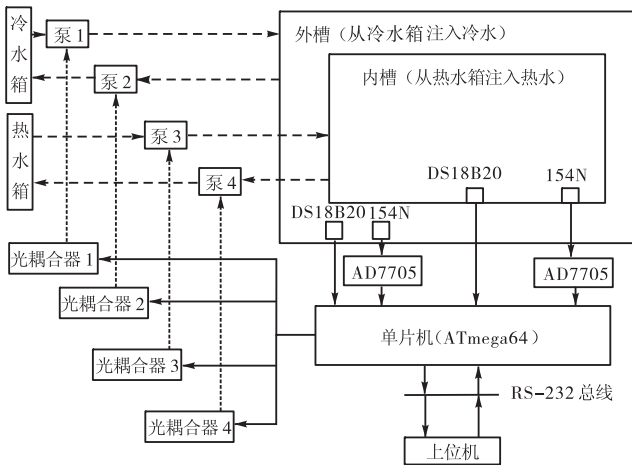 冷水箱
泵1
外槽(从冷水箱注入冷水)
泵2
内槽(从热水箱注入热水)
热水箱
泵3
泵4
DS18B20
154N
DS18B20
154N
光耦合器1
AD7705
AD7705
光耦合器2
单片机(ATmega64)
光耦合器3
RS-232总线
光耦合器4
上位机